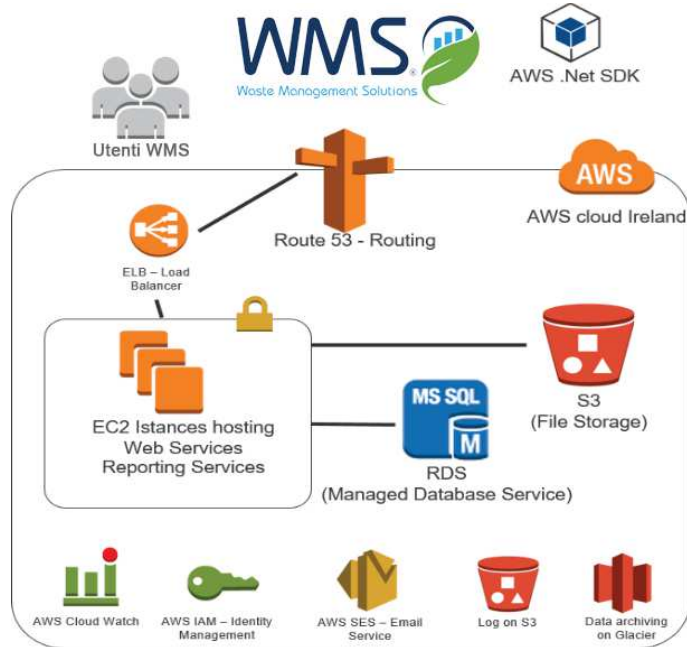 WMS®
Waste Management Solutions
AWS .Net SDK
Utenti WMS
AWS
AWS cloud Ireland
Route 53 - Routing
ELB – Load
Balancer
EC2 Istances hosting
Web Services
Reporting Services
MS SQL
M
RDS
(Managed Database Service)
S3
(File Storage)
AWS Cloud Watch
AWS IAM – Identity
Management
AWS SES – Email
Service
Log on S3
Data archiving
on Glacier